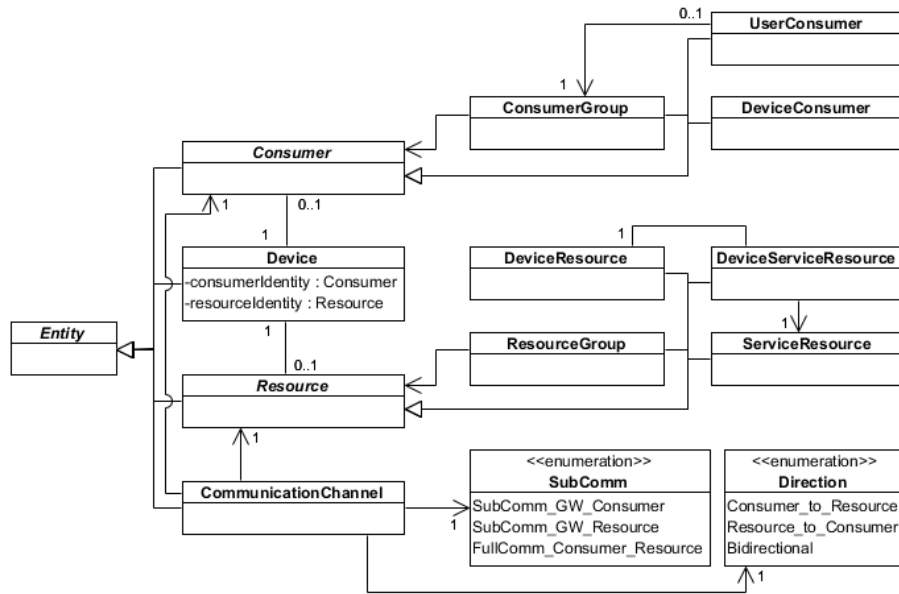 0..1
UserConsumer
1
ConsumerGroup
DeviceConsumer
Consumer
1
0..1
1
Device
-consumerIdentity : Consumer
-resourceIdentity : Resource
1
DeviceResource
DeviceServiceResource
1
Entity
1
0..1
ResourceGroup
ServiceResource
Resource
1
CommunicationChannel
1
<<enumeration>>
SubComm
SubComm_GW_Consumer
SubComm_GW_Resource
FullComm_Consumer_Resource
<<enumeration>>
Direction
Consumer_to_Resource
Resource_to_Consumer
Bidirectional
1